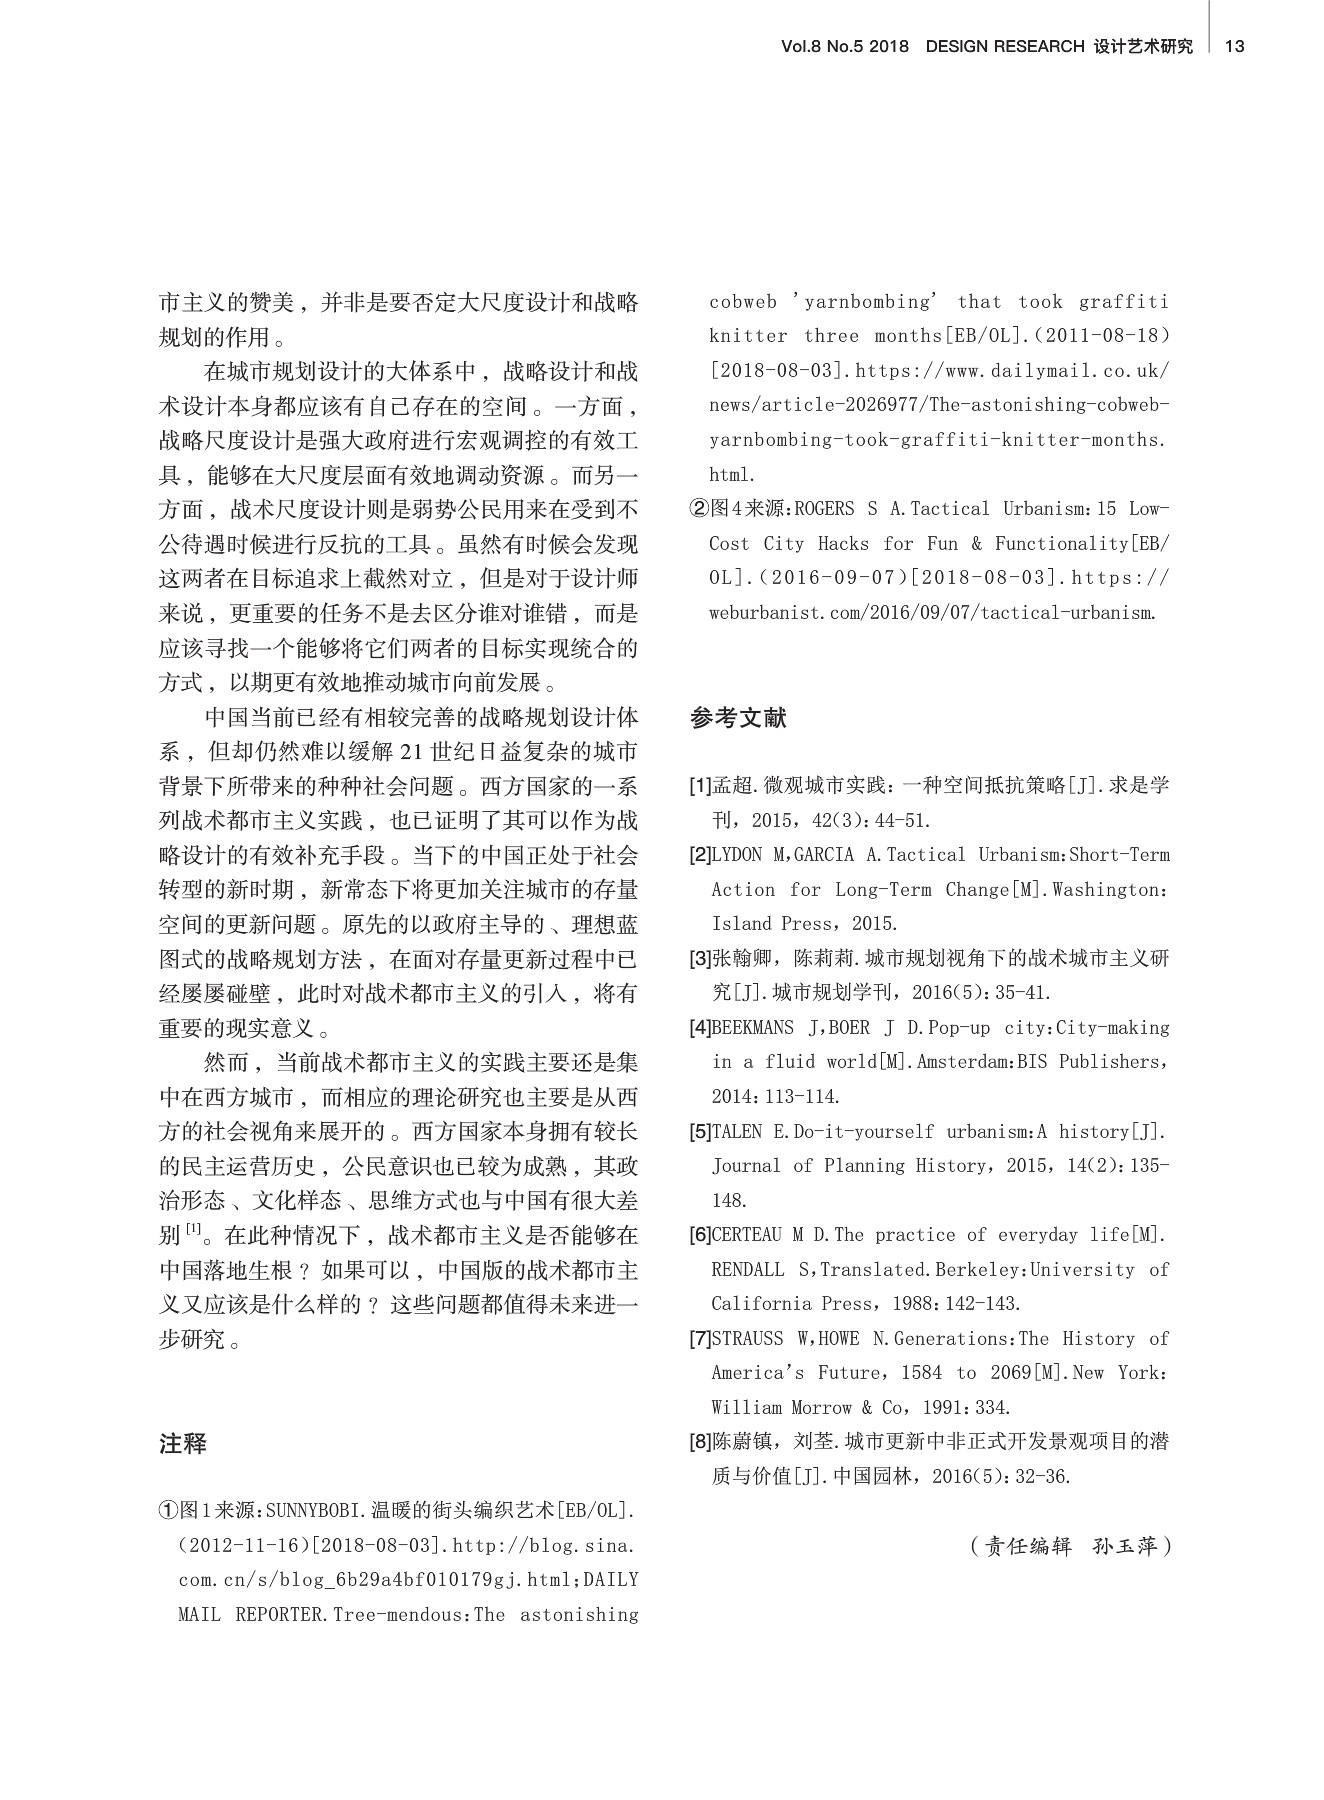 Vol.8 No.5 2018 DESIGN RESEARCH 设计艺术研究 13
市主义的赞美，并非是要否定大尺度设计和战略
规划的作用。
在城市规划设计的大体系中，战略设计和战
术设计本身都应该有自己存在的空间。一方面，
战略尺度设计是强大政府进行宏观调控的有效工
具，能够在大尺度层面有效地调动资源。而另一
方面，战术尺度设计则是弱势公民用来在受到不
公待遇时候进行反抗的工具。虽然有时候会发现
这两者在目标追求上截然对立，但是对于设计师
来说，更重要的任务不是去区分谁对谁错，而是
应该寻找一个能够将它们两者的目标实现统合的
方式，以期更有效地推动城市向前发展。
中国当前已经有相较完善的战略规划设计体
系，但却仍然难以缓解 21 世纪日益复杂的城市
背景下所带来的种种社会问题。西方国家的一系
列战术都市主义实践，也已证明了其可以作为战
略设计的有效补充手段。当下的中国正处于社会
转型的新时期，新常态下将更加关注城市的存量
空间的更新问题。原先的以政府主导的、理想蓝
图式的战略规划方法，在面对存量更新过程中已
经屡屡碰壁，此时对战术都市主义的引入，将有
重要的现实意义。
然而，当前战术都市主义的实践主要还是集
中在西方城市，而相应的理论研究也主要是从西
方的社会视角来展开的。西方国家本身拥有较长
的民主运营历史，公民意识也已较为成熟，其政
治形态、文化样态、思维方式也与中国有很大差
别[1]。在此种情况下，战术都市主义是否能够在
中国落地生根？如果可以，中国版的战术都市主
义又应该是什么样的？这些问题都值得未来进一
步研究。
注释
①图1来源:SUNNYBOBI.温暖的街头编织艺术[EB/OL].
(2012-11-16)[2018-08-03].http://blog.sina.
com.cn/s/blog_6b29a4bf010179gj.html;DAILY
MAIL REPORTER.Tree-mendous:The astonishing
cobweb 'yarnbombing' that took graffiti
knitter three months[EB/OL].(2011-08-18)
[2018-08-03].https://www.dailymail.co.uk/
news/article-2026977/The-astonishing-cobweb-
yarnbombing-took-graffiti-knitter-months.
html.
②图4来源:ROGERS S A.Tactical Urbanism:15 Low-
Cost City Hacks for Fun & Functionality[EB/
OL].(2016-09-07)[2018-08-03].https://
weburbanist.com/2016/09/07/tactical-urbanism.
参考文献
[1]孟超.微观城市实践：一种空间抵抗策略[J].求是学
刊，2015，42(3):44-51.
[2]LYDON M,GARCIA A.Tactical Urbanism:Short-Term
Action for Long-Term Change[M].Washington:
Island Press, 2015.
[3]张翰卿，陈莉莉.城市规划视角下的战术城市主义研
究[J].城市规划学刊，2016(5):35-41.
[4]BEEKMANS J,BOER J D.Pop-up city:City-making
in a fluid world[M].Amsterdam:BIS Publishers,
2014:113-114.
[5]TALEN E.Do-it-yourself urbanism:A history[J].
Journal of Planning History, 2015, 14(2):135-
148.
[6]CERTEAU M D.The practice of everyday life[M].
RENDALL S,Translated.Berkeley:University of
California Press, 1988:142-143.
[7]STRAUSS W,HOWE N.Generations:The History of
America's Future, 1584 to 2069[M].New York:
William Morrow & Co, 1991:334.
[8]陈蔚镇，刘荃.城市更新中非正式开发景观项目的潜
质与价值[J].中国园林，2016(5):32-36.
（责任编辑 孙玉萍）